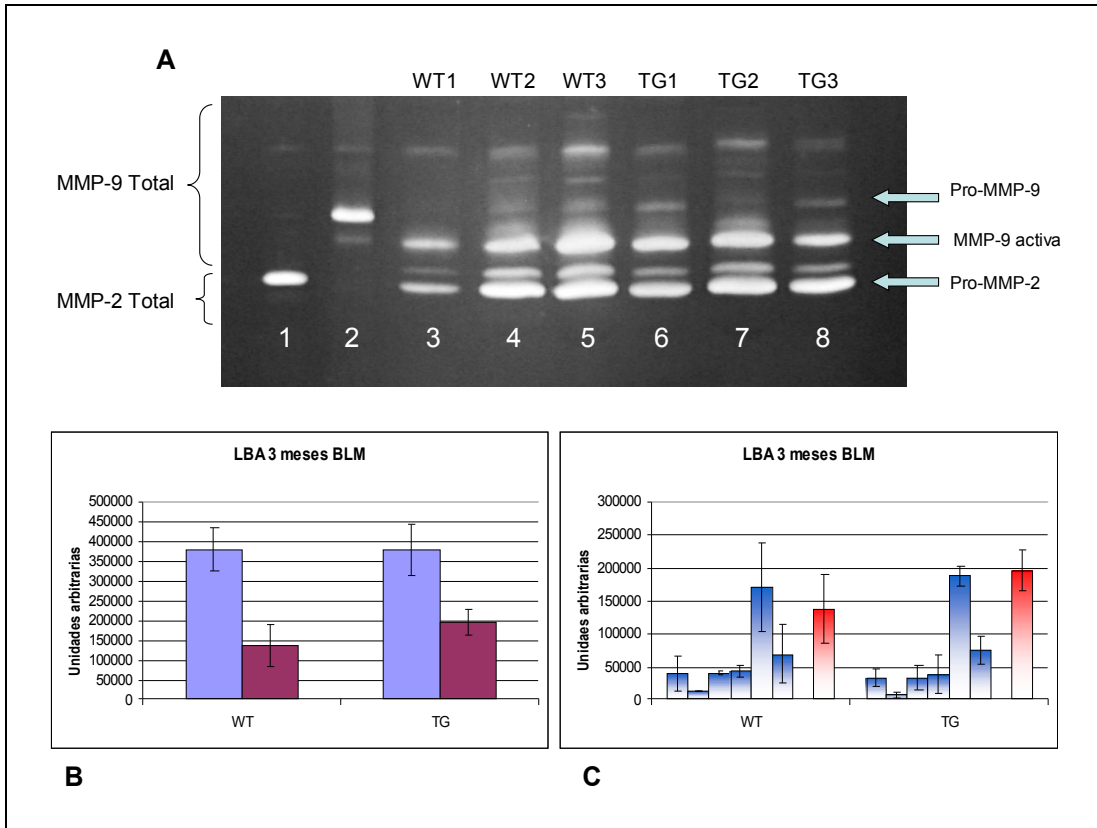 A
WT1 WT2 WT3 TG1 TG2 TG3
MMP-9 Total
MMP-2 Total
Pro-MMP-9
MMP-9 activa
Pro-MMP-2
1 2 3 4 5 6 7 8
LBA 3 meses BLM
Unidades arbitrarias
500000
450000
400000
350000
300000
250000
200000
150000
100000
50000
0
WT TG
B
LBA 3 meses BLM
Unidaes arbitrarias
300000
250000
200000
150000
100000
50000
0
WT TG
C